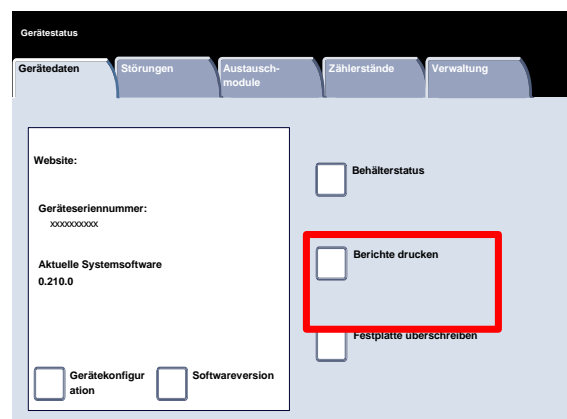 Gerätestatus
Gerätedaten
Störungen
Austausch-
module
Zählerstände
Verwaltung
Website:
Geräteseriennummer:
xxxxxxxxxx
Aktuelle Systemsoftware
0.210.0
Gerätekonfigur
ation
Softwareversion
Behälterstatus
Berichte drucken
Festplatte überschreiben